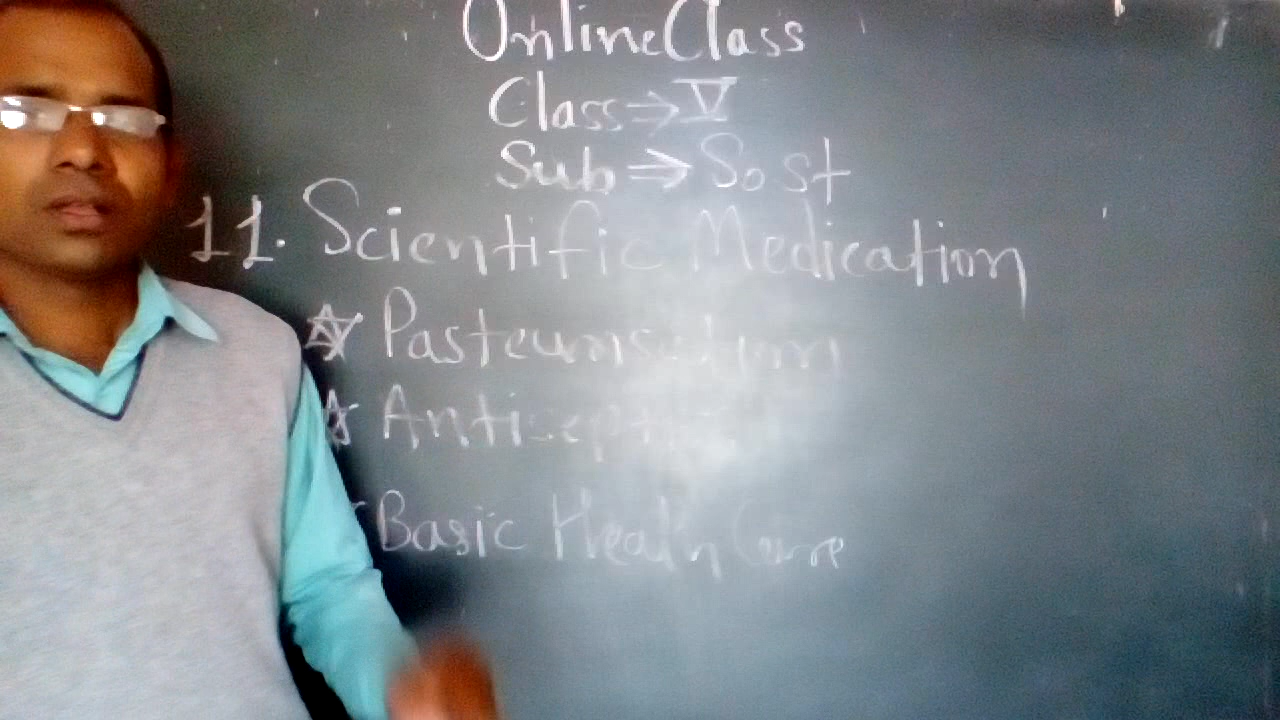 OnlineClass
Class ⇒ V
Sub ⇒ So St
11. Scientific Medication
☆ Pasteurisation
☆ Antiseptic
Basic Health Care